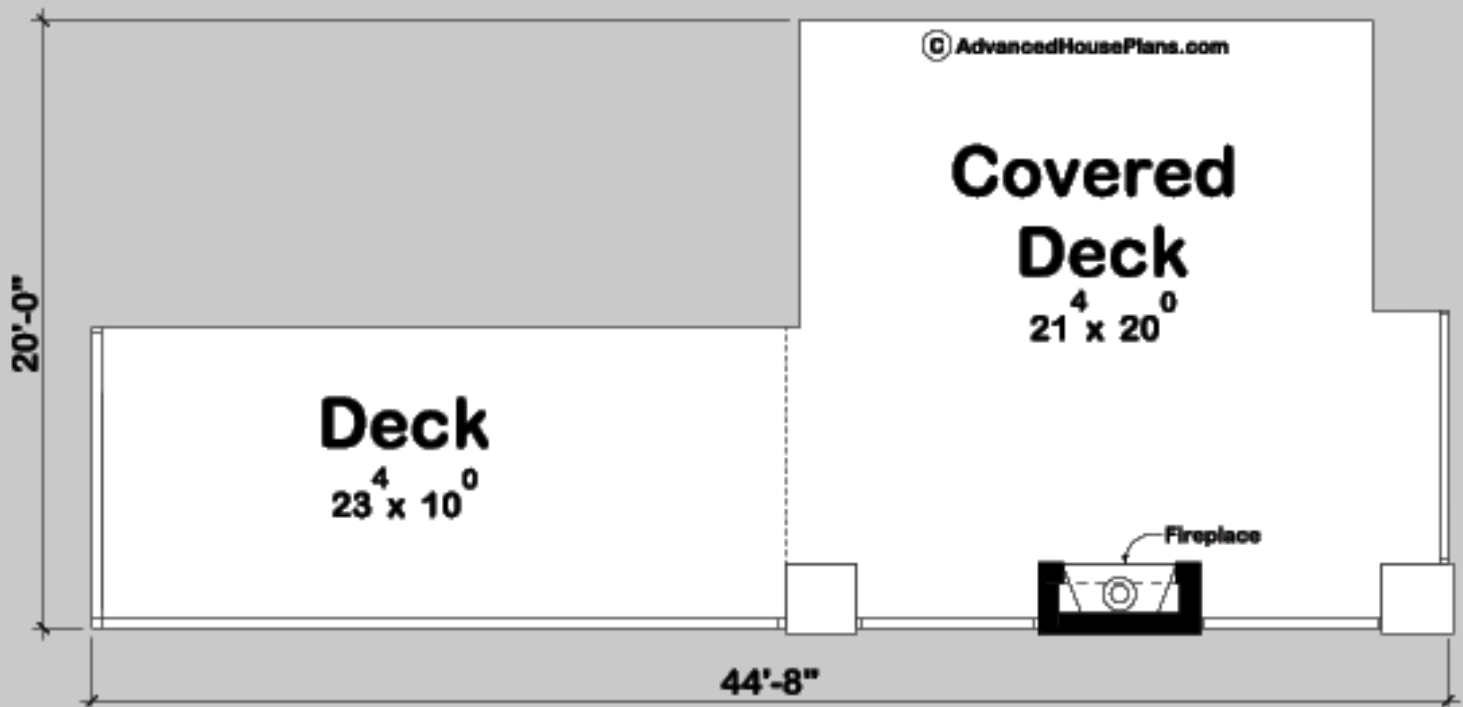 © AdvancedHousePlans.com
Covered
Deck
21⁴ x 20⁰
20'-0"
Deck
23⁴ x 10⁰
Fireplace
44'-8"